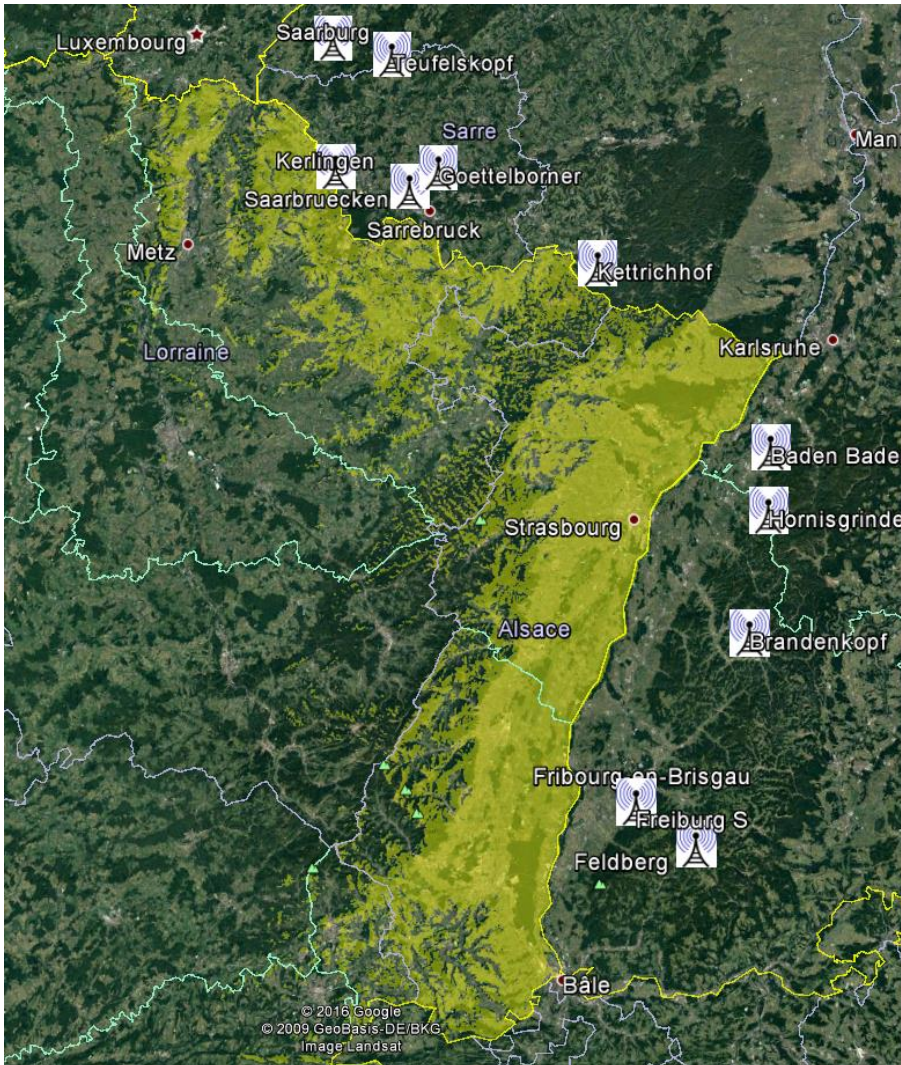 Saarburg
Luxembourg
Teufelskopf
Sarre
Man
Kerlingen
Goettelborner
Saarbruecken
Sarrebruck
Metz
Kettrichhof
Lorraine
Karlsruhe
Baden Bade
Hornisgrinde
Strasbourg
Alsace
Brandenkopf
Fribourg-en-Brisgau
Freiburg S
Feldberg
Bâle
© 2016 Google
© 2009 GeoBasis-DE/BKG
Image Landsat